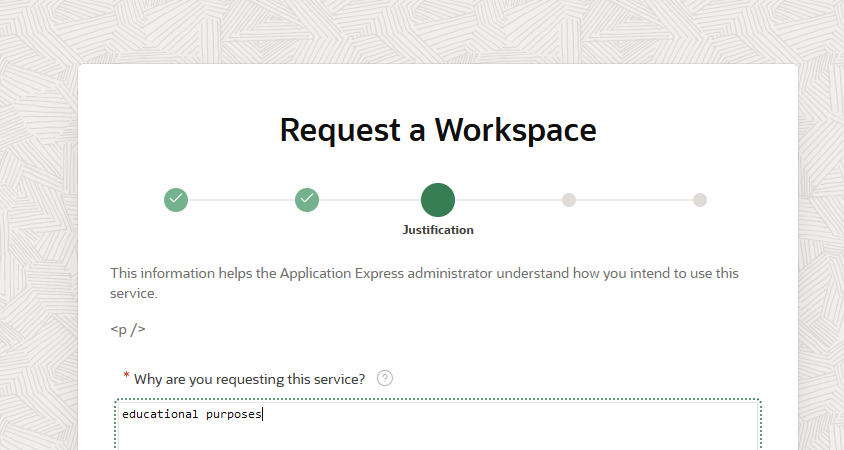 Request a Workspace
Justification
This information helps the Application Express administrator understand how you intend to use this
service.
<p />
* Why are you requesting this service? ?
educational purposes